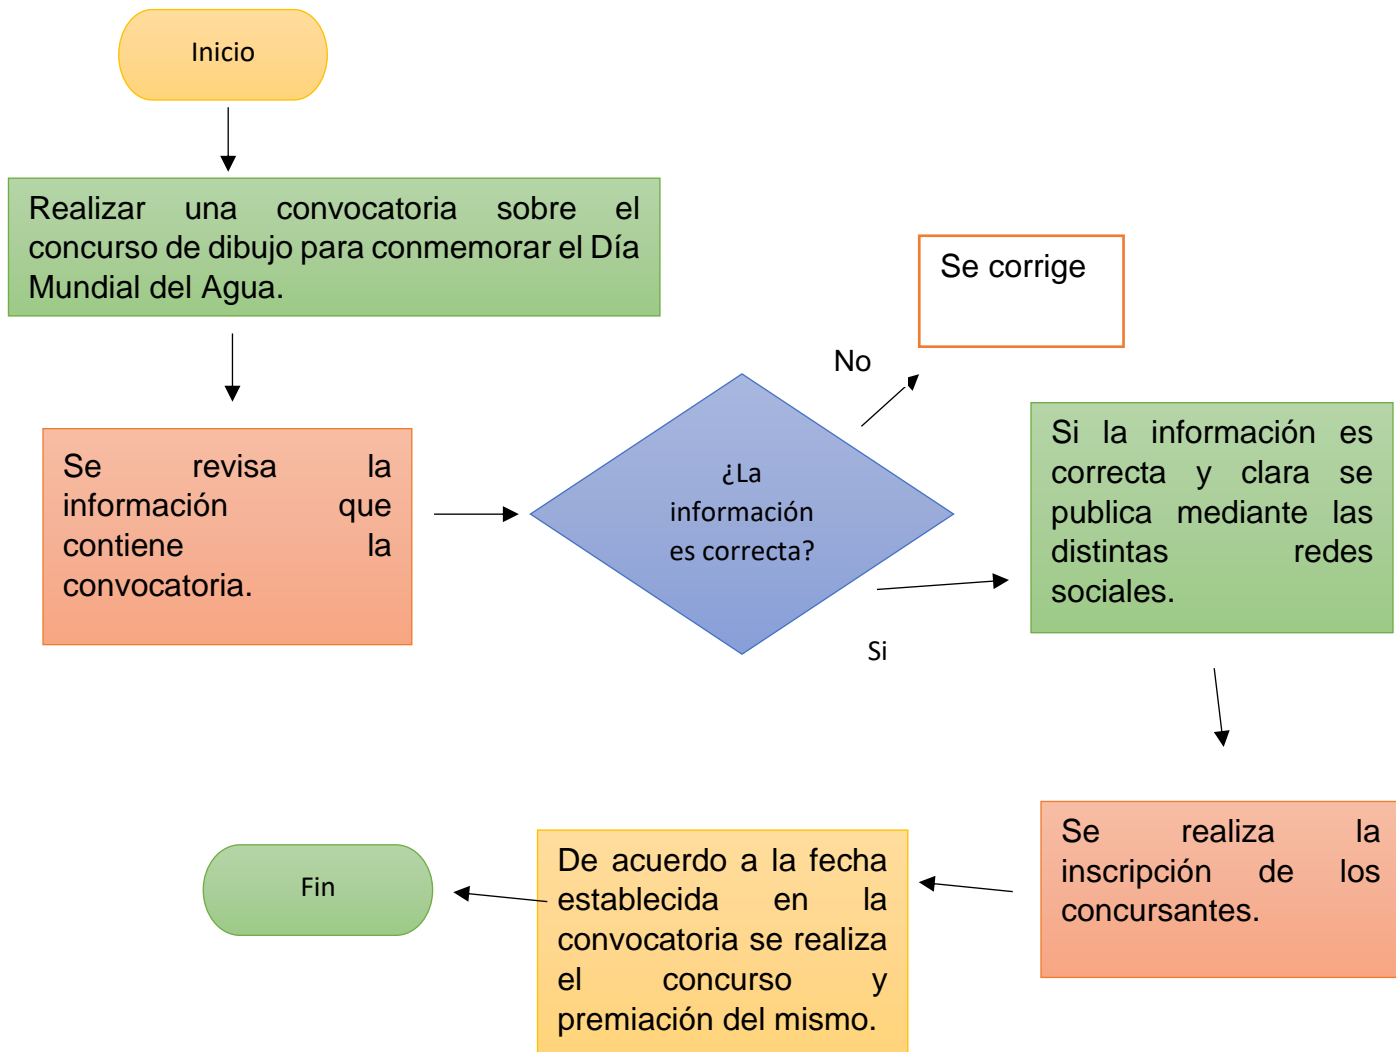 Inicio
Realizar una convocatoria sobre el
concurso de dibujo para conmemorar el Día
Mundial del Agua.
Se revisa la
información que
contiene la
convocatoria.
¿La
información
es correcta?
No
Se corrige
Si
Si la información es
correcta y clara se
publica mediante las
distintas redes
sociales.
Se realiza la
inscripción de los
concursantes.
De acuerdo a la fecha
establecida en la
convocatoria se realiza
el concurso y
premiación del mismo.
Fin